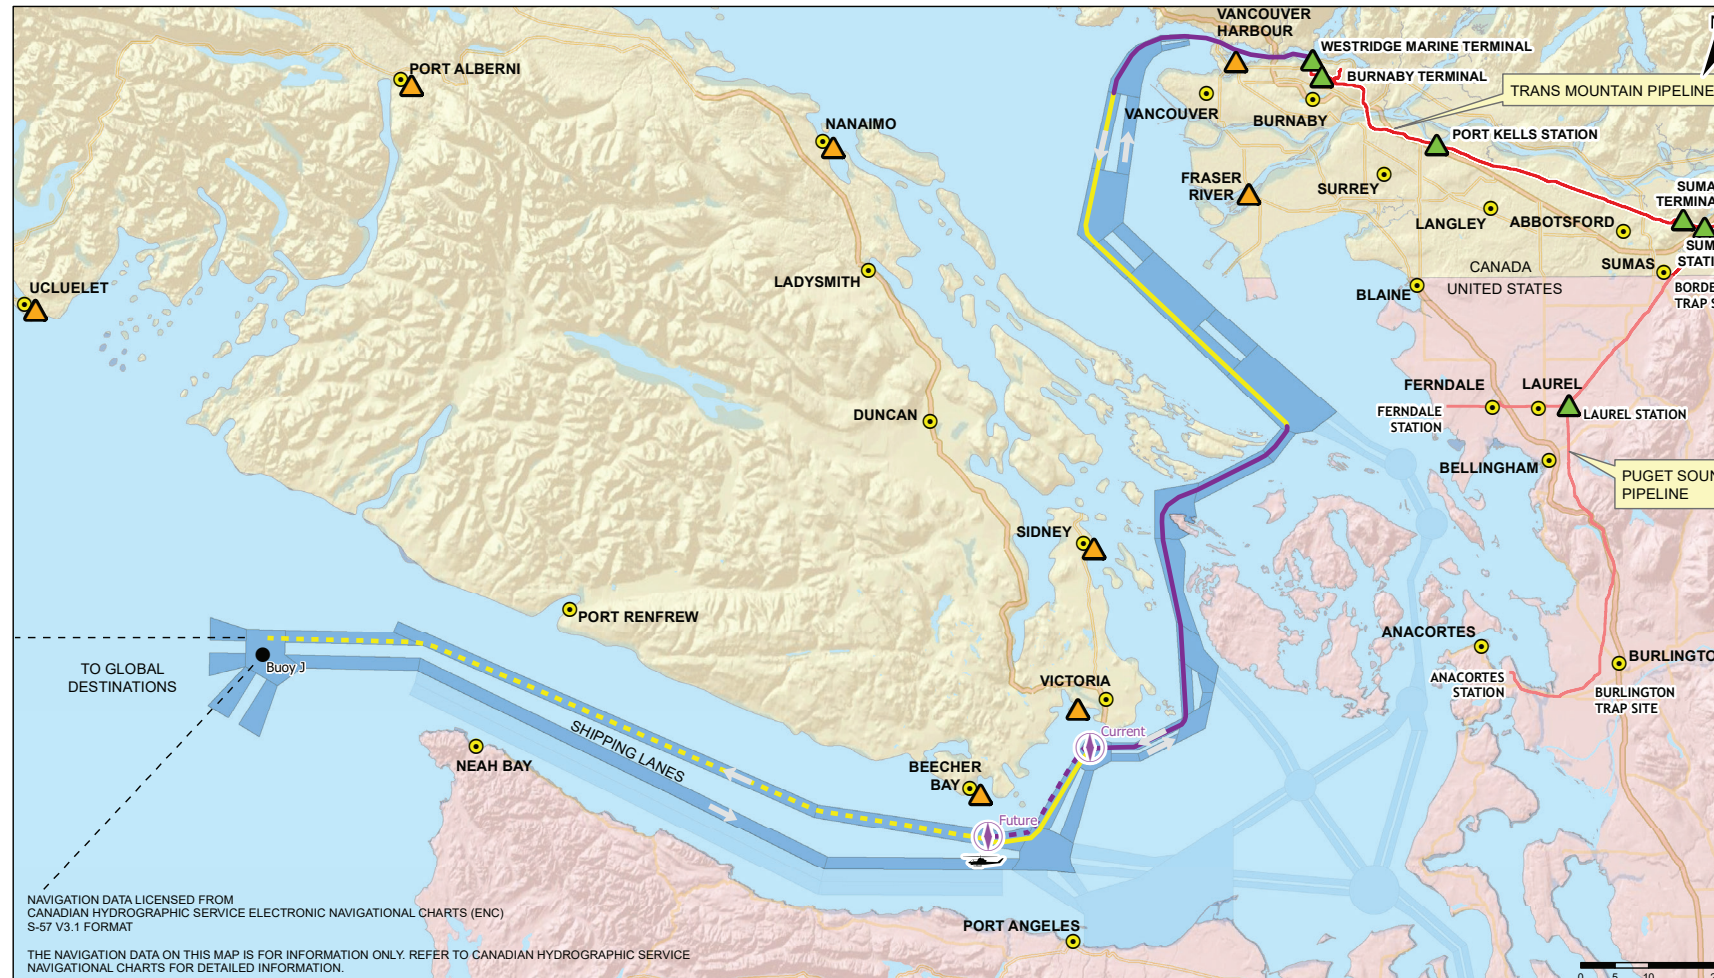 VANCOUVER
HARBOUR
WESTRIDGE MARINE TERMINAL
PORT ALBERNI
BURNABY TERMINAL
TRANS MOUNTAIN PIPELINE
VANCOUVER
BURNABY
NANAIMO
PORT KELLS STATION
FRASER
RIVER
SURREY
LANGLEY
ABBOTSFORD
LADYSMITH
CANADA
UNITED STATES
SUMAS
UCLUELET
BLAINE
TRAP
FERNDALE
LAUREL
DUNCAN
FERNDALE
STATION
LAUREL STATION
BELLINGHAM
PIPELINE
SIDNEY
PORT RENFREW
ANACORTES
TO GLOBAL
DESTINATIONS
Buoy J
VICTORIA
ANACORTES
STATION
BURLINGTON
TRAP SITE
Current
SHIPPING LANES
NEAH BAY
BEECHER
BAY
Future
NAVIGATION DATA LICENSED FROM
CANADIAN HYDROGRAPHIC SERVICE ELECTRONIC NAVIGATIONAL CHARTS (ENC)
S-57 V3.1 FORMAT
PORT ANGELES
THE NAVIGATION DATA ON THIS MAP IS FOR INFORMATION ONLY. REFER TO CANADIAN HYDROGRAPHIC SERVICE
NAVIGATIONAL CHARTS FOR DETAILED INFORMATION.
0 5 10